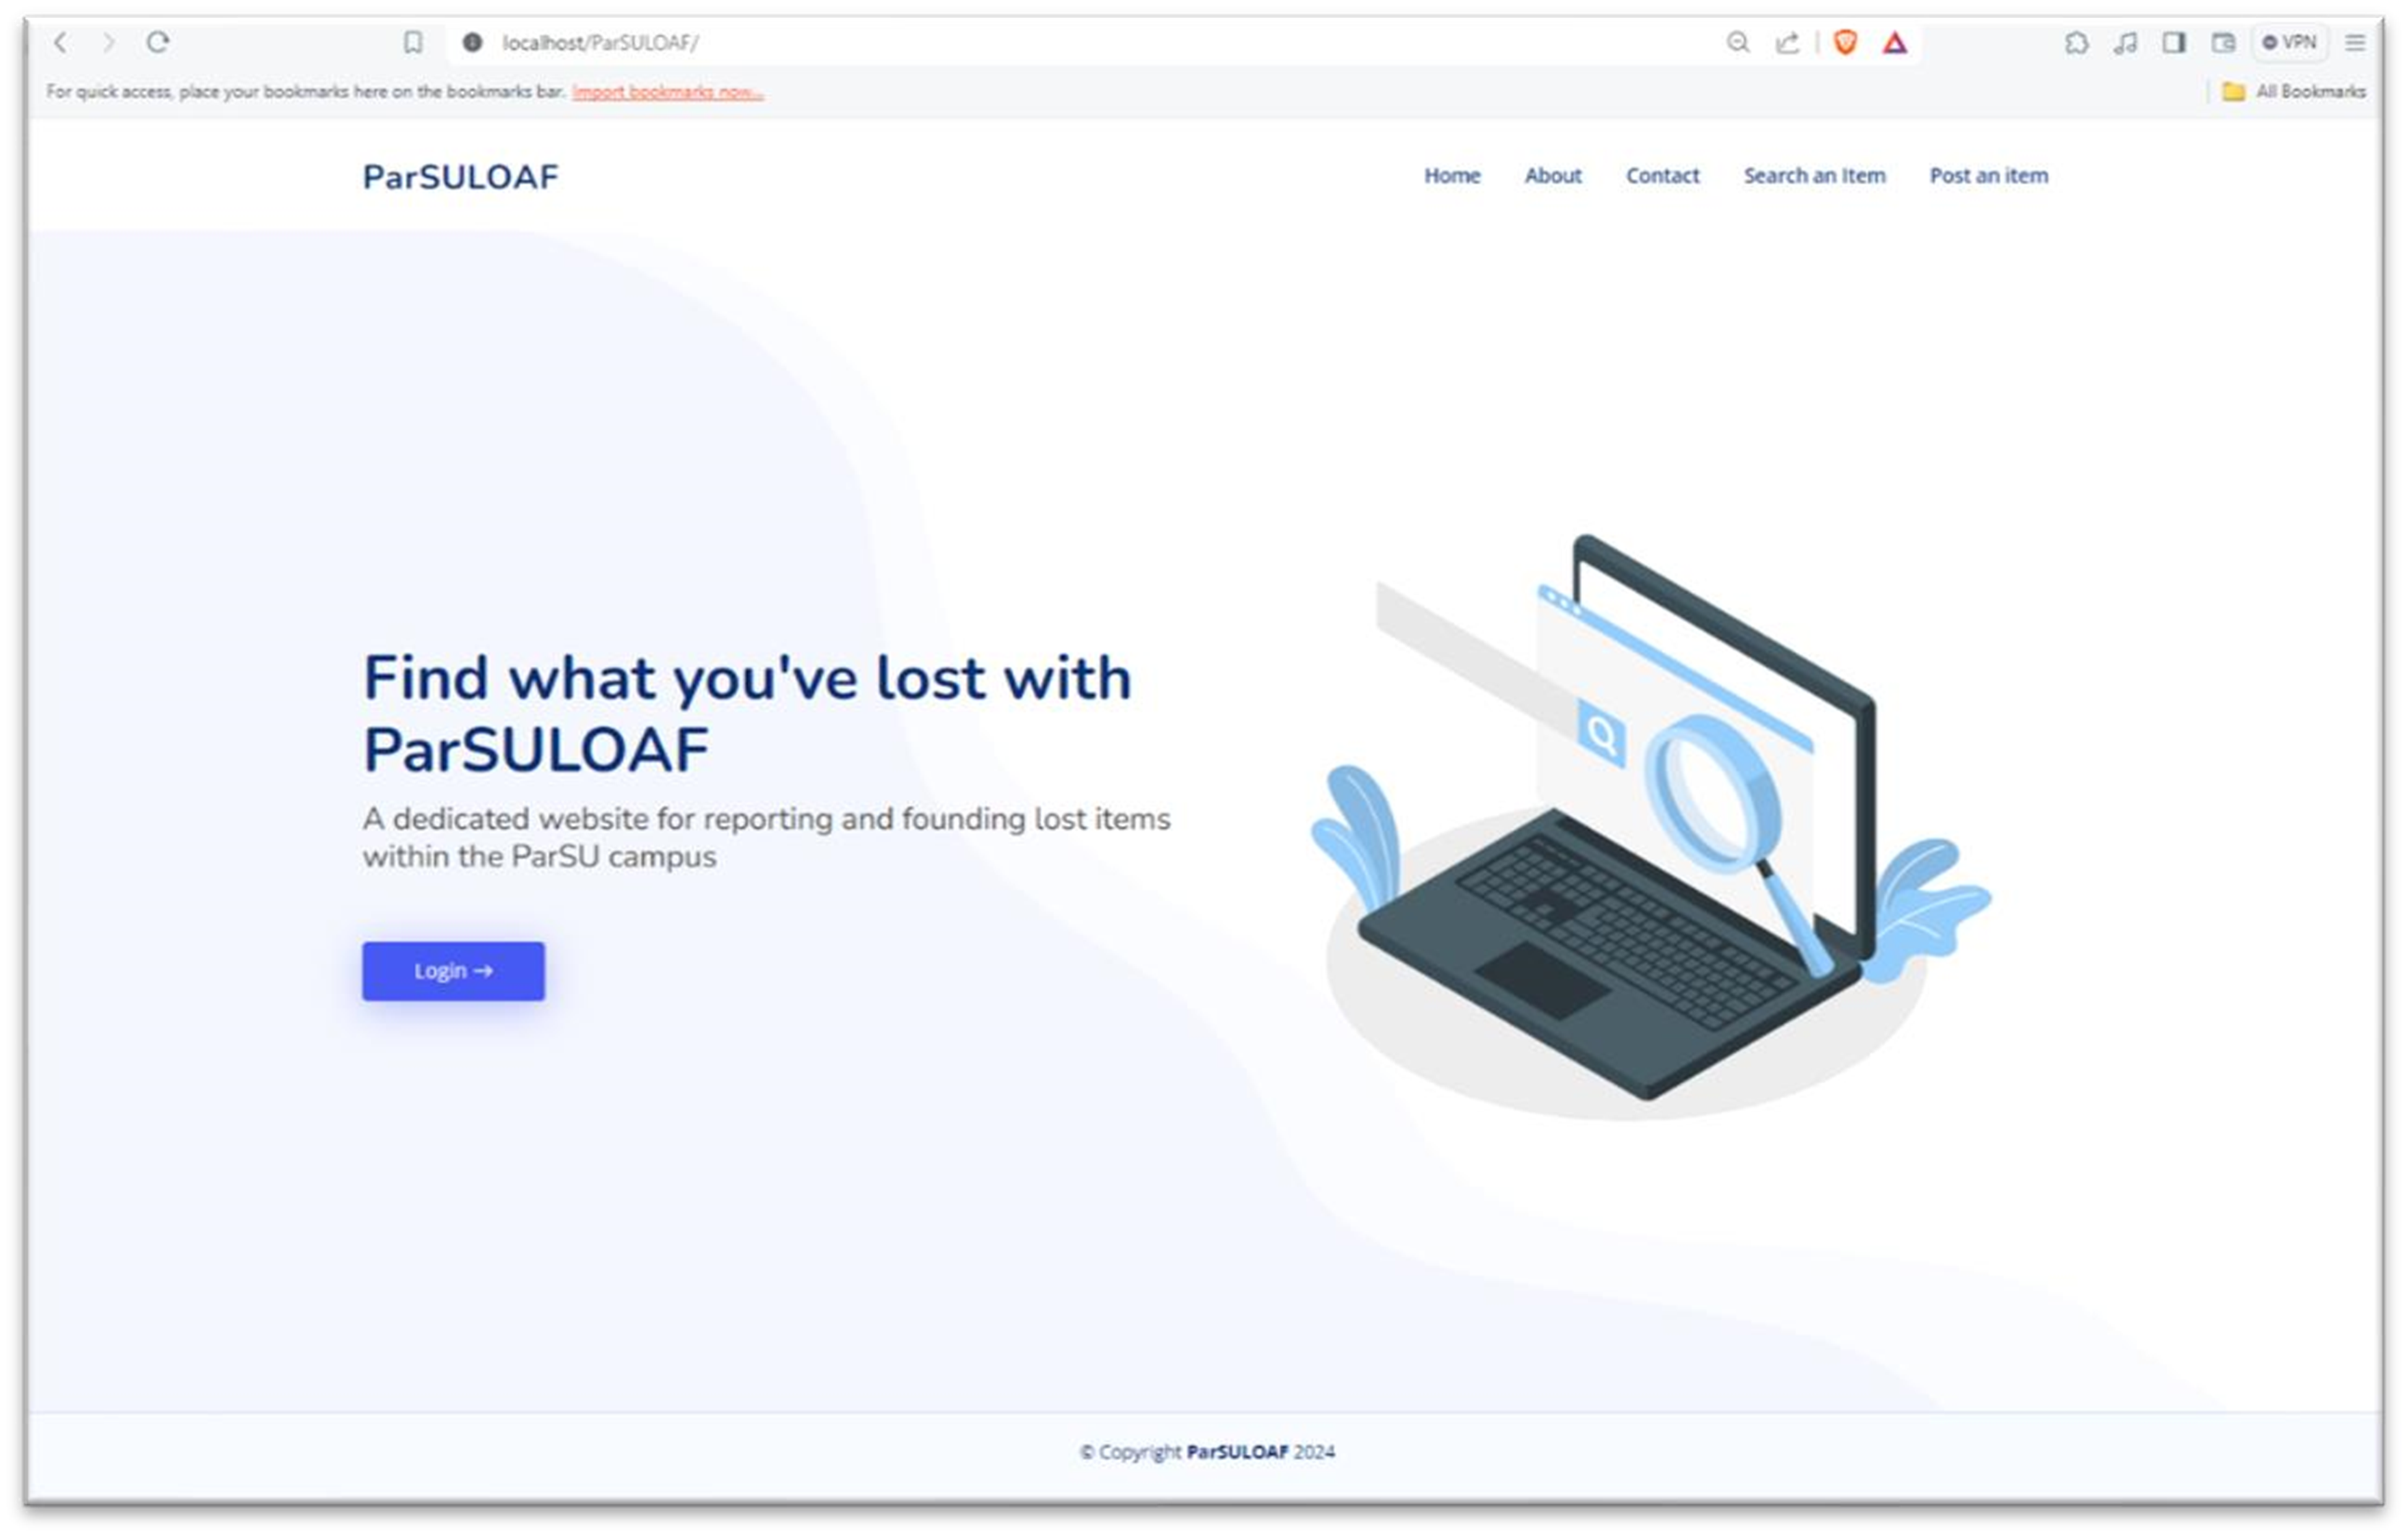 localhost/ParSULOAF/
VPN
For quick access, place your bookmarks here on the bookmarks bar. Import bookmarks now...
All Bookmarks
ParSULOAF
Home About Contact Search an Item Post an item
Find what you've lost with
ParSULOAF
A dedicated website for reporting and founding lost items
within the ParSU campus
Login →
© Copyright ParSULOAF 2024